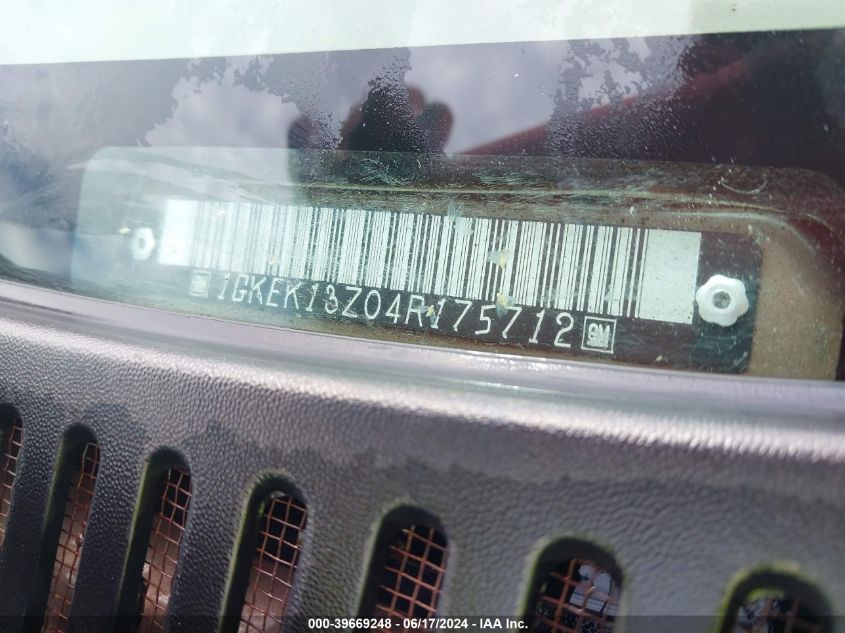 1GKEK13Z04R175712 GM
000-39669248 - 06/17/2024 - IAA Inc.